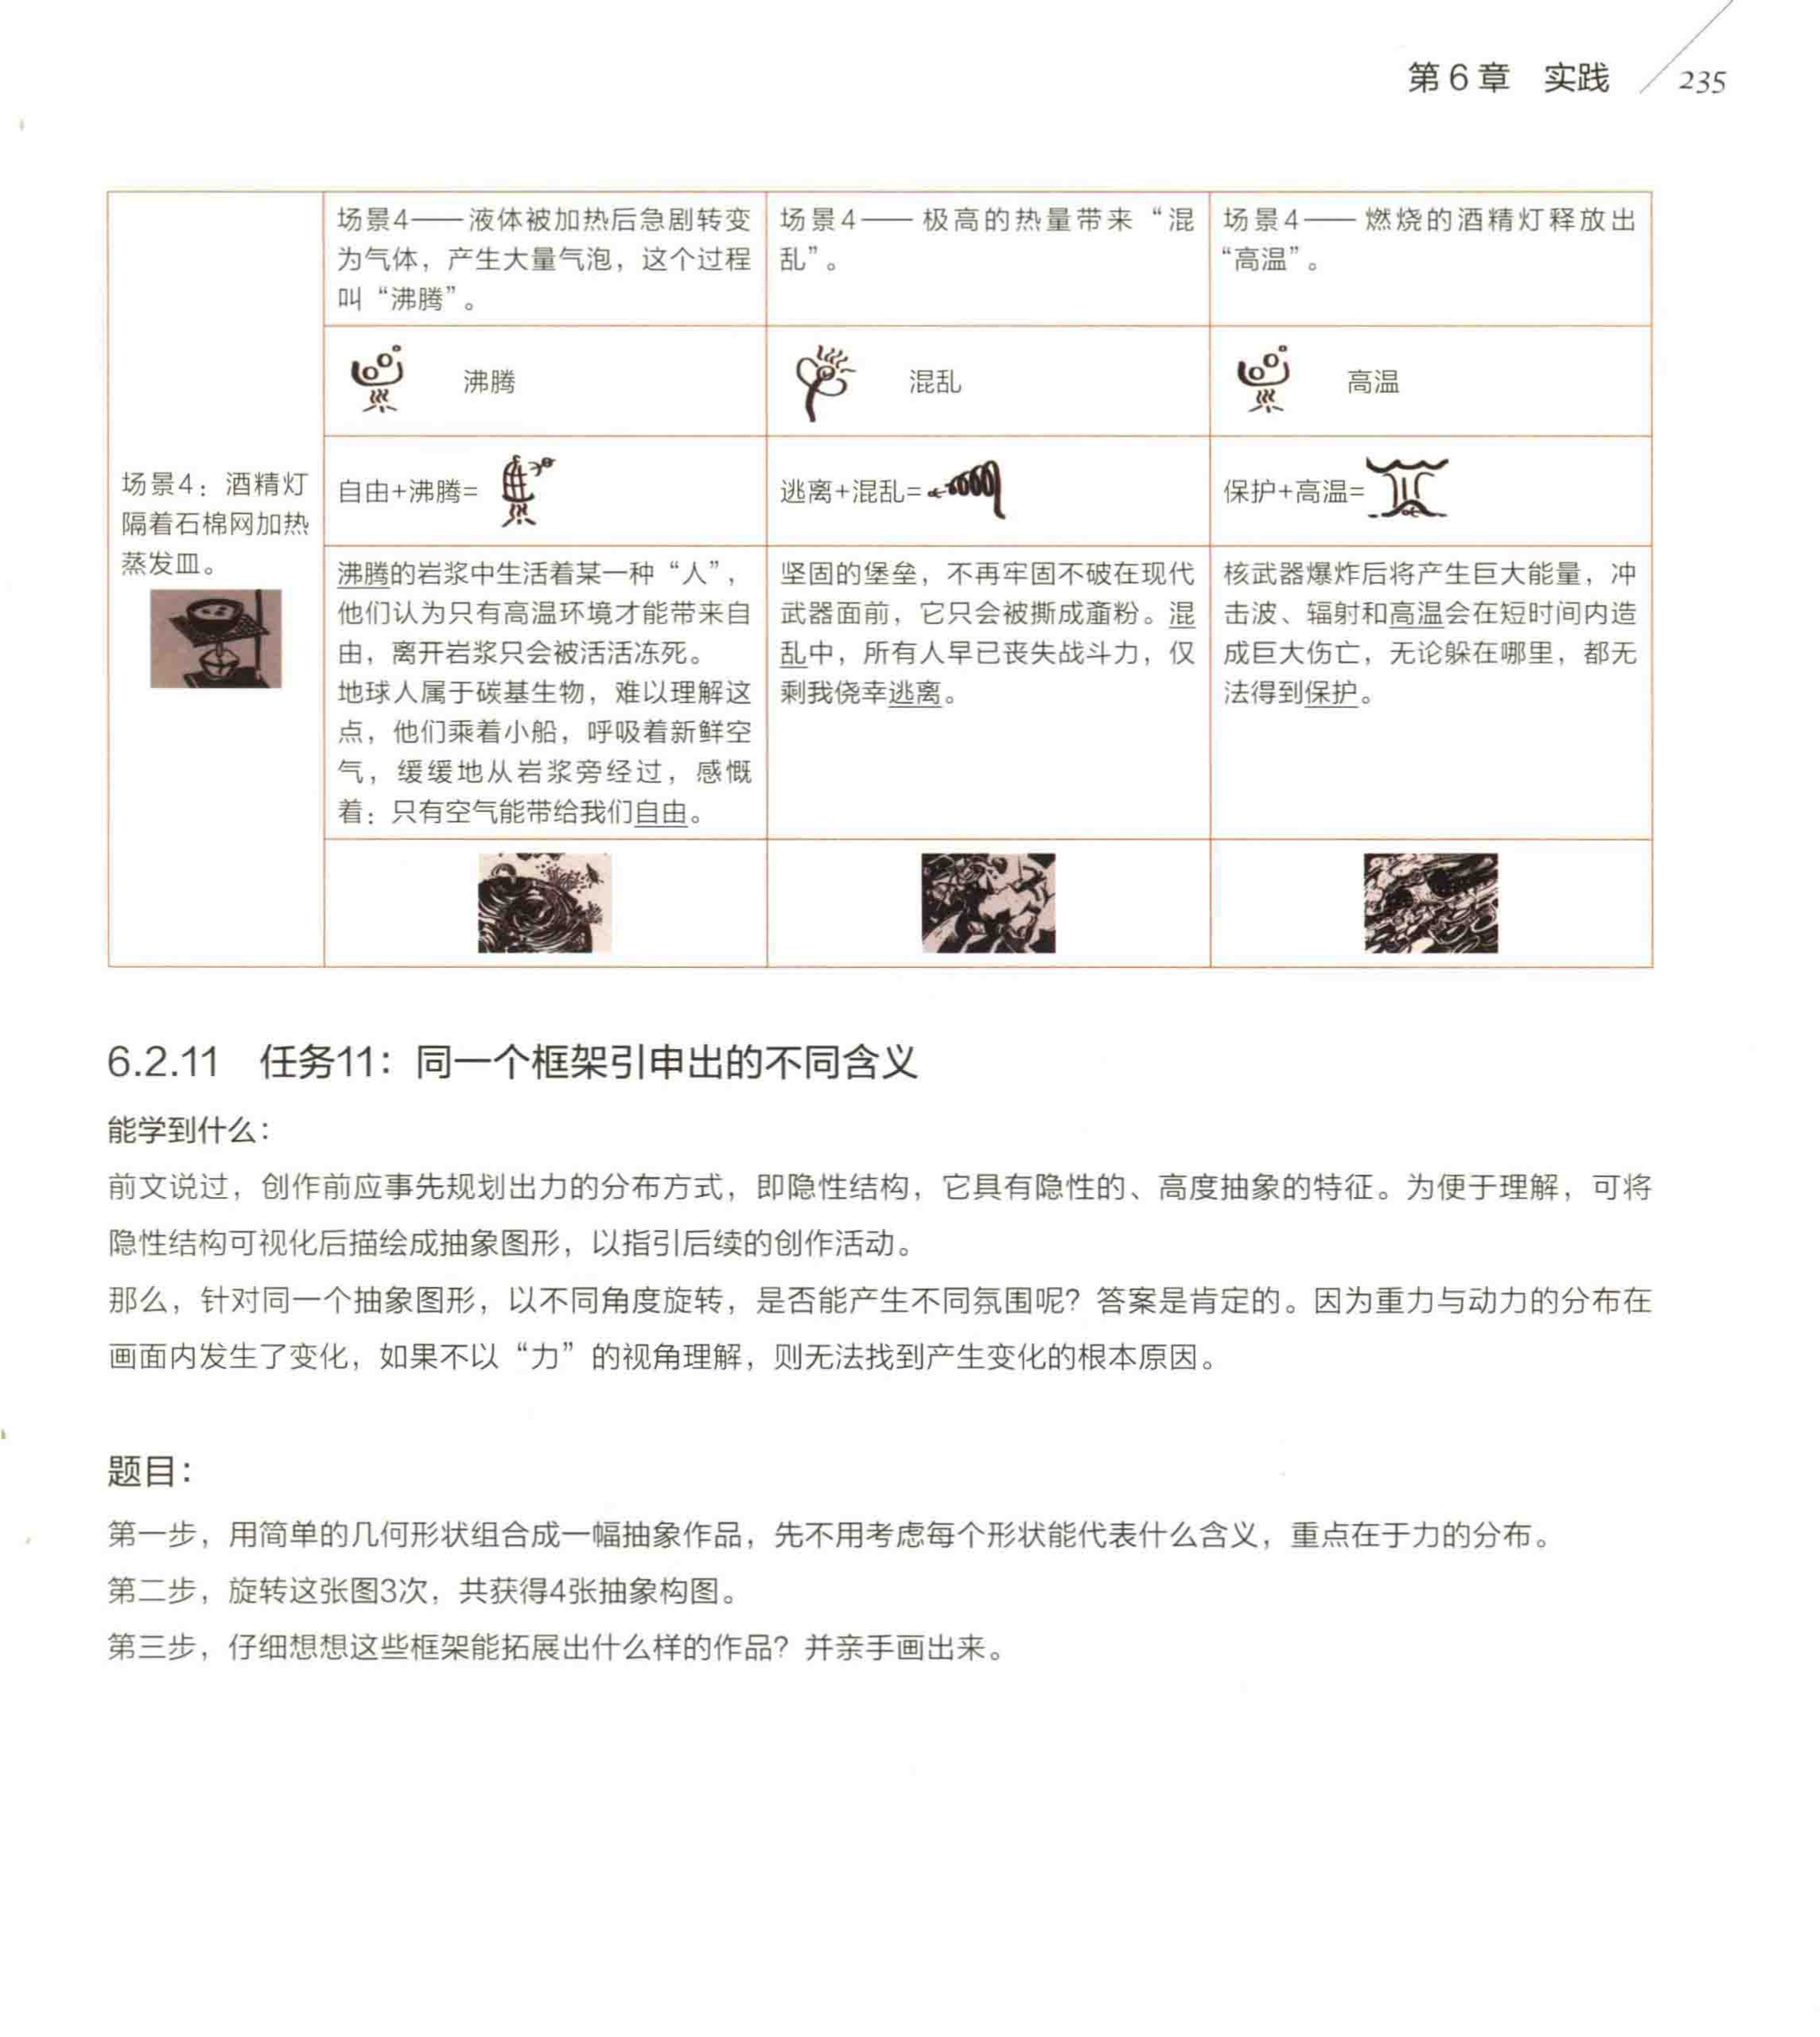 第6章 实践 235
场景4：酒精灯
隔着石棉网加热
蒸发皿。
场景4——液体被加热后急剧转变
为气体，产生大量气泡，这个过程
叫“沸腾”。
场景4——极高的热量带来“混
乱”。
场景4——燃烧的酒精灯释放出
“高温”。
沸腾
混乱
高温
自由+沸腾=
逃离+混乱=
保护+高温=
沸腾的岩浆中生活着某一种“人”，
他们认为只有高温环境才能带来自
由，离开岩浆只会被活活冻死。
地球人属于碳基生物，难以理解这
点，他们乘着小船，呼吸着新鲜空
气，缓缓地从岩浆旁经过，感慨
着：只有空气能带给我们自由。
坚固的堡垒，不再牢固不破在现代
武器面前，它只会被撕成齑粉。混
乱中，所有人早已丧失战斗力，仅
剩我侥幸逃离。
核武器爆炸后将产生巨大能量，冲
击波、辐射和高温会在短时间内造
成巨大伤亡，无论躲在哪里，都无
法得到保护。
6.2.11 任务11：同一个框架引申出的不同含义
能学到什么：
前文说过，创作前应事先规划出力的分布方式，即隐性结构，它具有隐性的、高度抽象的特征。为便于理解，可将
隐性结构可视化后描绘成抽象图形，以指引后续的创作活动。
那么，针对同一个抽象图形，以不同角度旋转，是否能产生不同氛围呢？答案是肯定的。因为重力与动力的分布在
画面内发生了变化，如果不以“力”的视角理解，则无法找到产生变化的根本原因。
题目：
第一步，用简单的几何形状组合成一幅抽象作品，先不用考虑每个形状能代表什么含义，重点在于力的分布。
第二步，旋转这张图3次，共获得4张抽象构图。
第三步，仔细想想这些框架能拓展出什么样的作品？并亲手画出来。